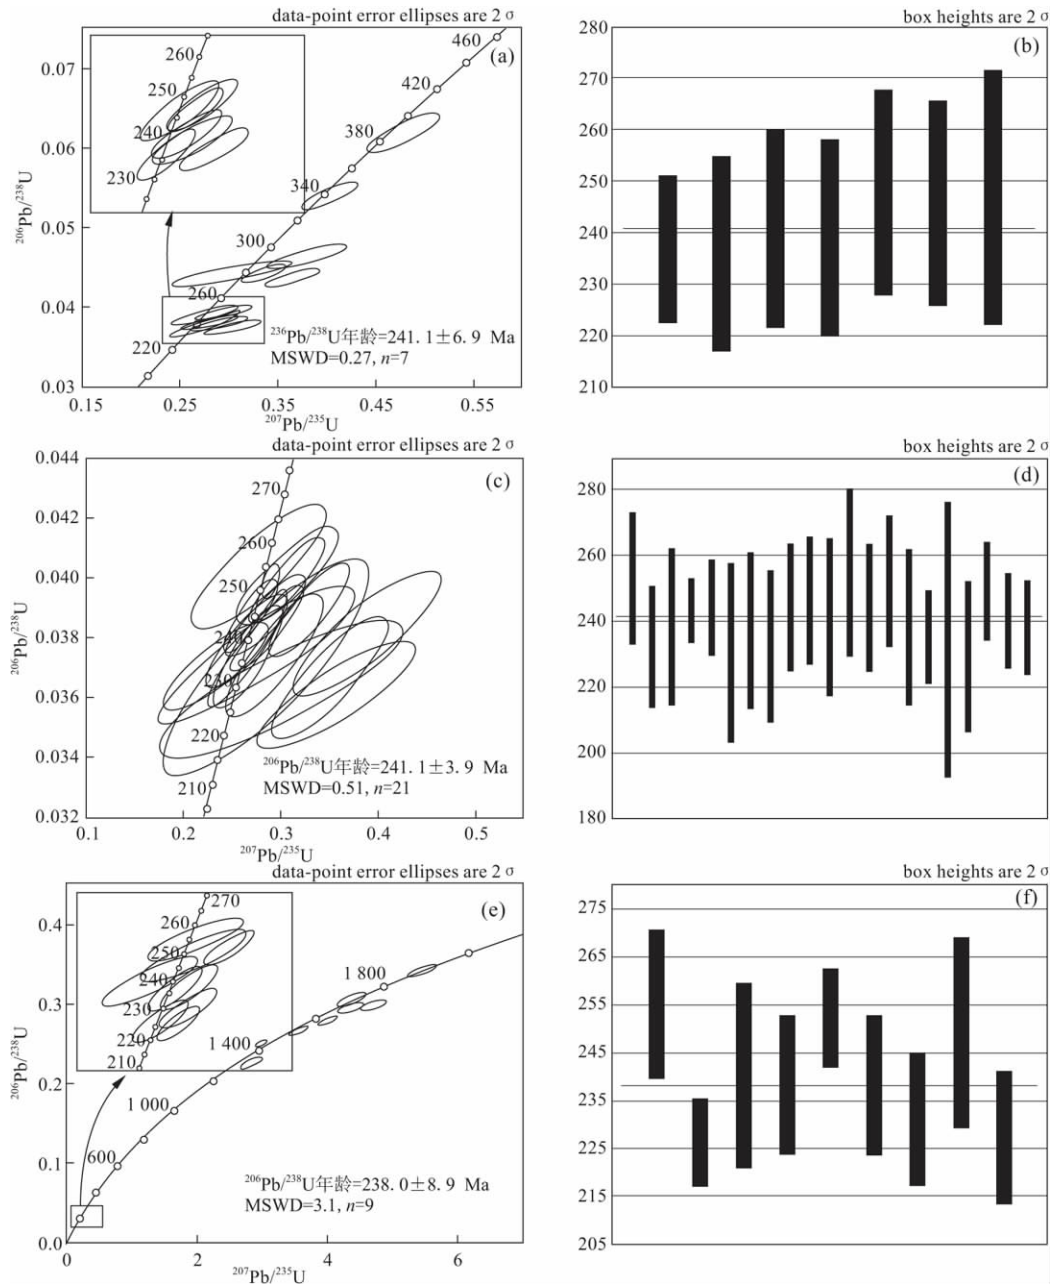 data-point error ellipses are 2 σ
(a)
460
420
380
340
300
260
220
260
250
240
230
0.07
0.06
0.05
0.04
0.03
²⁰⁶Pb/²³⁸U
²³⁶Pb/²³⁸U年龄=241.1±6.9 Ma
MSWD=0.27, n=7
0.15 0.25 0.35 0.45 0.55
²⁰⁷Pb/²³⁵U
box heights are 2 σ
(b)
280
270
260
250
240
230
220
210
data-point error ellipses are 2 σ
(c)
0.044
0.042
0.040
0.038
0.036
0.034
0.032
²⁰⁶Pb/²³⁸U
270
260
250
240
230
220
210
²⁰⁶Pb/²³⁸U年龄=241.1±3.9 Ma
MSWD=0.51, n=21
0.1 0.2 0.3 0.4 0.5
²⁰⁷Pb/²³⁵U
box heights are 2 σ
(d)
280
260
240
220
200
180
data-point error ellipses are 2 σ
(e)
0.4
0.3
0.2
0.1
0.0
²⁰⁶Pb/²³⁸U
270
260
250
240
230
220
210
1 800
1 400
1 000
600
²⁰⁶Pb/²³⁸U年龄=238.0±8.9 Ma
MSWD=3.1, n=9
0 2 4 6
²⁰⁷Pb/²³⁵U
box heights are 2 σ
(f)
275
265
255
245
235
225
215
205